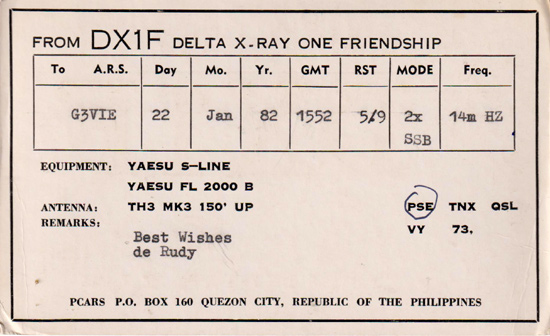 FROM DX1F DELTA X-RAY ONE FRIENDSHIP
To A.R.S. Day Mo. Yr. GMT RST MODE Freq.
G3VIE 22 Jan 82 1552 5/9 2x 14m HZ
SSB
EQUIPMENT: YAESU S-LINE
YAESU FL 2000 B
ANTENNA: TH3 MK3 150' UP PSE TNX QSL
REMARKS: VY 73.
Best Wishes
de Rudy
PCARS P.O. BOX 160 QUEZON CITY, REPUBLIC OF THE PHILIPPINES